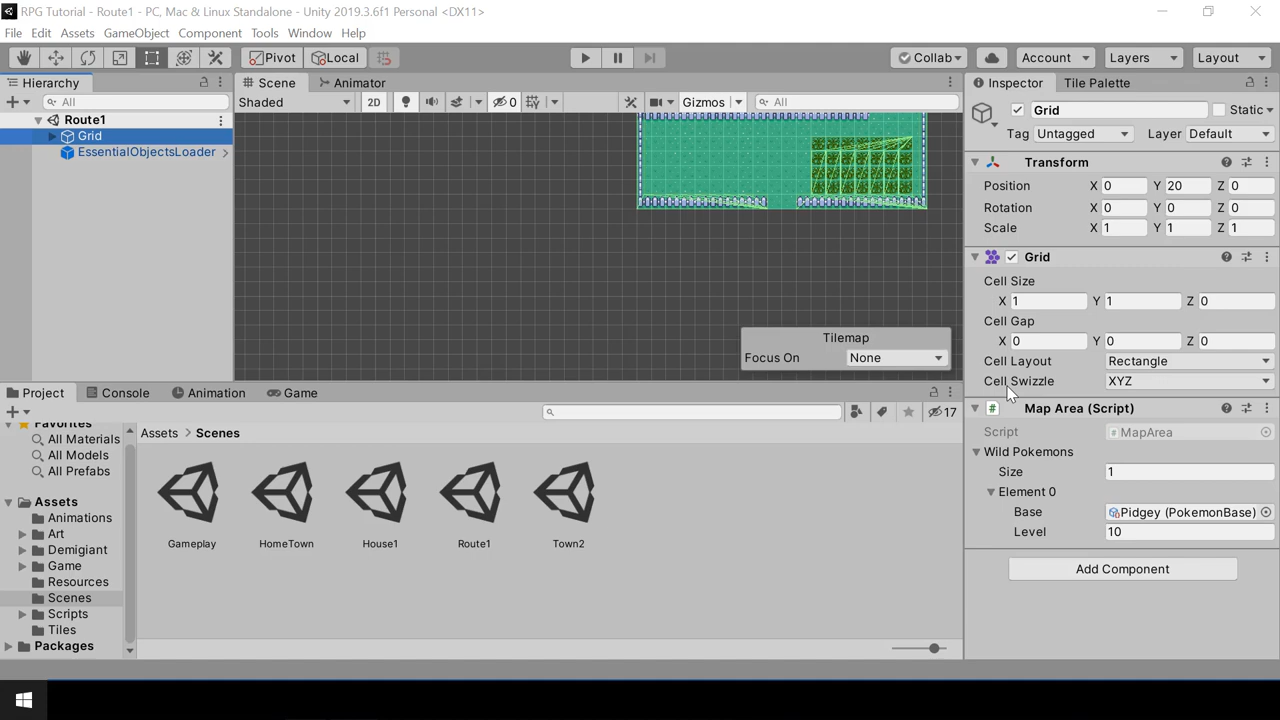 RPG Tutorial - Route1 - PC, Mac & Linux Standalone - Unity 2019.3.6f1 Personal <DX11>
File Edit Assets GameObject Component Tools Window Help
Pivot Local Collab Account Layers Layout
Hierarchy Scene Animator Inspector Tile Palette
All Shaded 2D 0 Gizmos All
Grid Static
Route1
Grid
EssentialObjectsLoader
Tag Untagged Layer Default
Transform
Position X 0 Y 20 Z 0
Rotation X 0 Y 0 Z 0
Scale X 1 Y 1 Z 1
Grid
Cell Size
X 1 Y 1 Z 0
Cell Gap
X 0 Y 0 Z 0
Cell Layout Rectangle
Cell Swizzle XYZ
Tilemap
Focus On None
Project Console Animation Game
17
Favorites
All Materials
All Models
All Prefabs
Assets
Animations
Art
Demigiant
Game
Resources
Scenes
Scripts
Tiles
Packages
Assets > Scenes
Gameplay HomeTown House1 Route1 Town2
# Map Area (Script)
Script # MapArea
Wild Pokemons
Size 1
Element 0
Base Pidgey (PokemonBase)
Level 10
Add Component